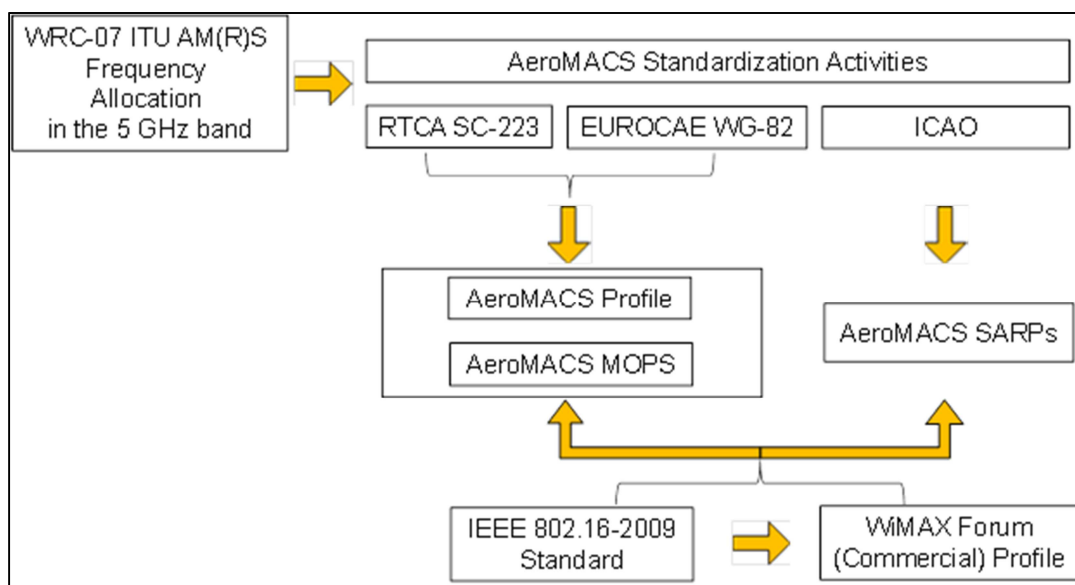 WRC-07 ITU AM(R)S
Frequency
Allocation
in the 5 GHz band
AeroMACS Standardization Activities
RTCA SC-223
EUROCAE WG-82
ICAO
AeroMACS Profile
AeroMACS MOPS
AeroMACS SARPs
IEEE 802.16-2009
Standard
WiMAX Forum
(Commercial) Profile